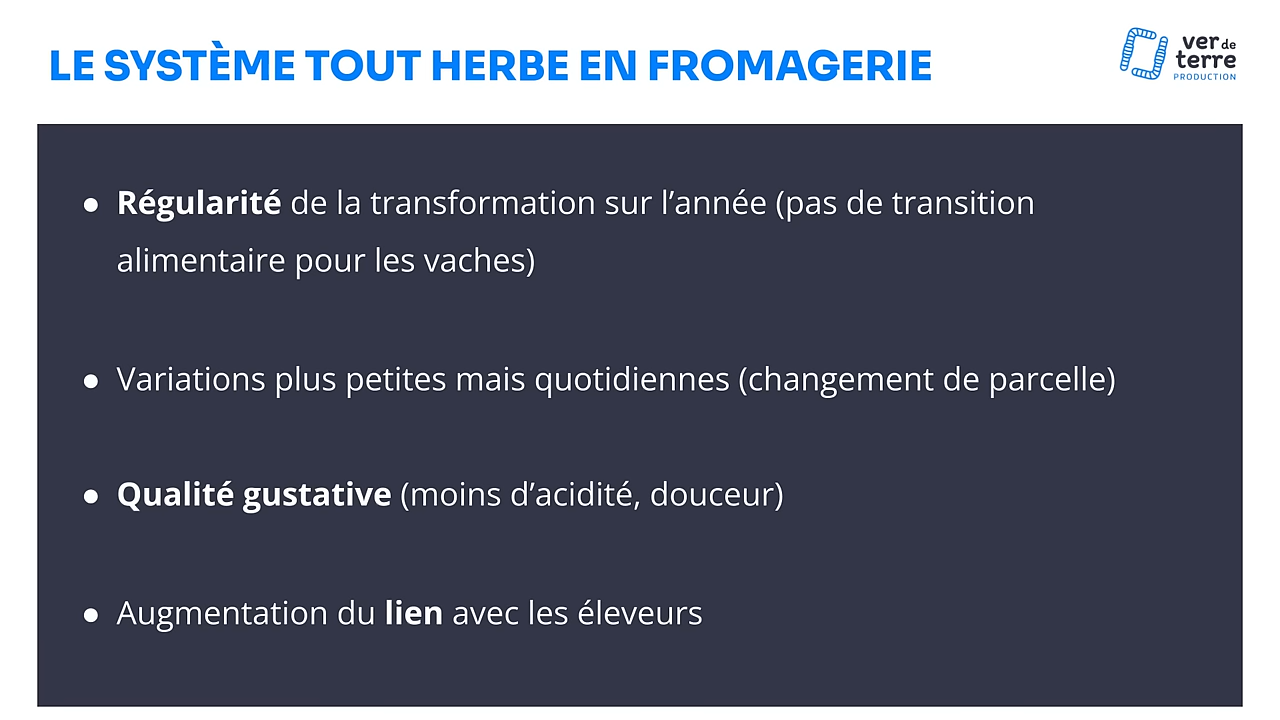 LE SYSTÈME TOUT HERBE EN FROMAGERIE
ver de
terre
PRODUCTION
● Régularité de la transformation sur l’année (pas de transition
alimentaire pour les vaches)
● Variations plus petites mais quotidiennes (changement de parcelle)
● Qualité gustative (moins d’acidité, douceur)
● Augmentation du lien avec les éleveurs